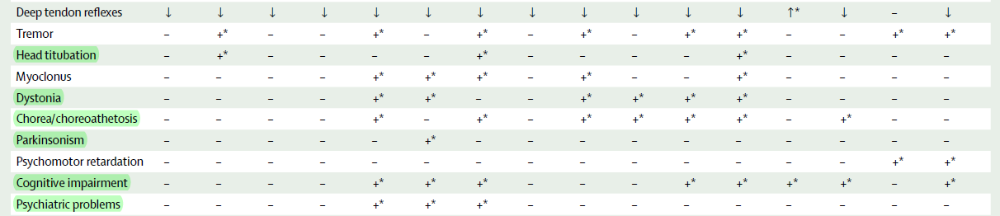 Deep tendon reflexes ↓ ↓ ↓ ↓ ↓ ↓ ↓ ↓ ↓ ↓ ↓ ↓ ↑* ↓ – ↓
Tremor – +* – – +* – +* – +* – +* +* – – +* +*
Head titubation – +* – – – – +* – – – – +* – – – –
Myoclonus – – – – +* +* +* – +* – – +* – – – –
Dystonia – – – – +* +* – – +* +* +* +* – – – –
Chorea/choreoathetosis – – – – +* – +* – +* +* +* +* – +* – –
Parkinsonism – – – – – +* – – – – – – – – – –
Psychomotor retardation – – – – – – – – – – – – – – +* +*
Cognitive impairment – – – – +* +* +* – – – +* +* +* +* – +*
Psychiatric problems – – – – +* +* +* – – – – – – – – –